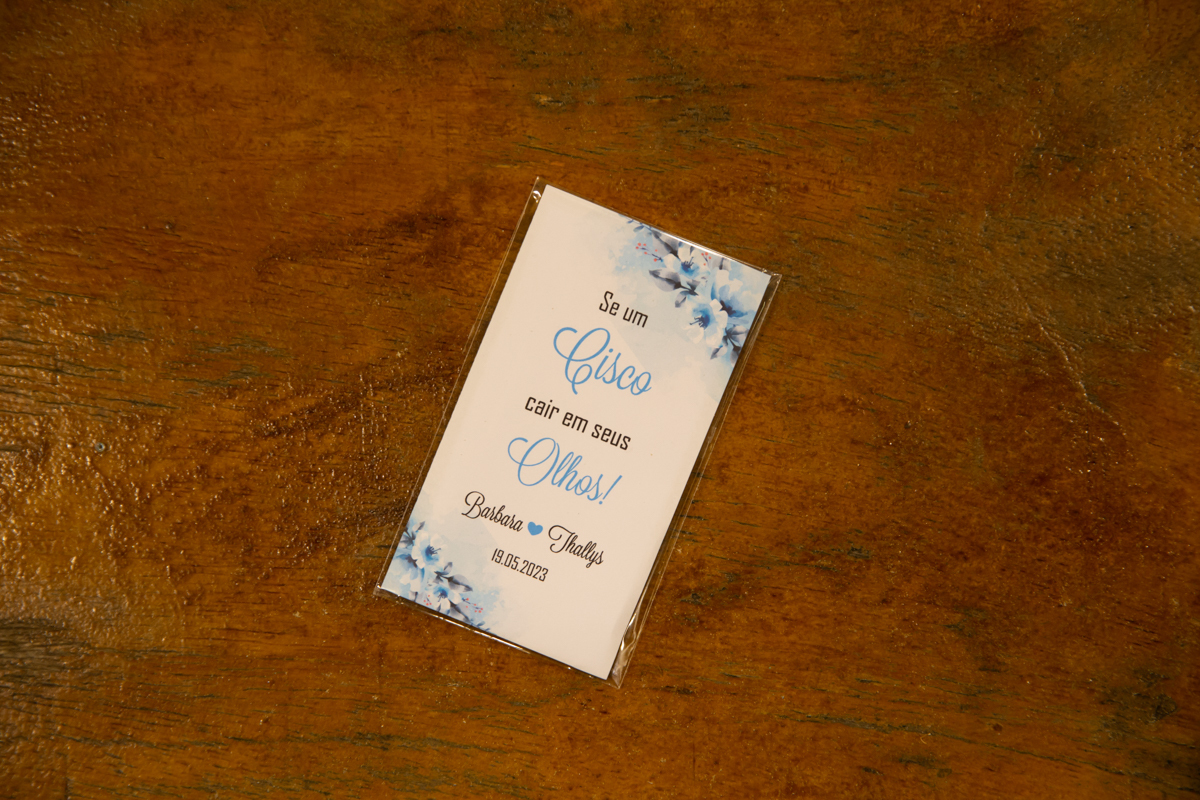 Se um
Cisco
cair em seus
Olhos!
Barbara Thallys
19.05.2023